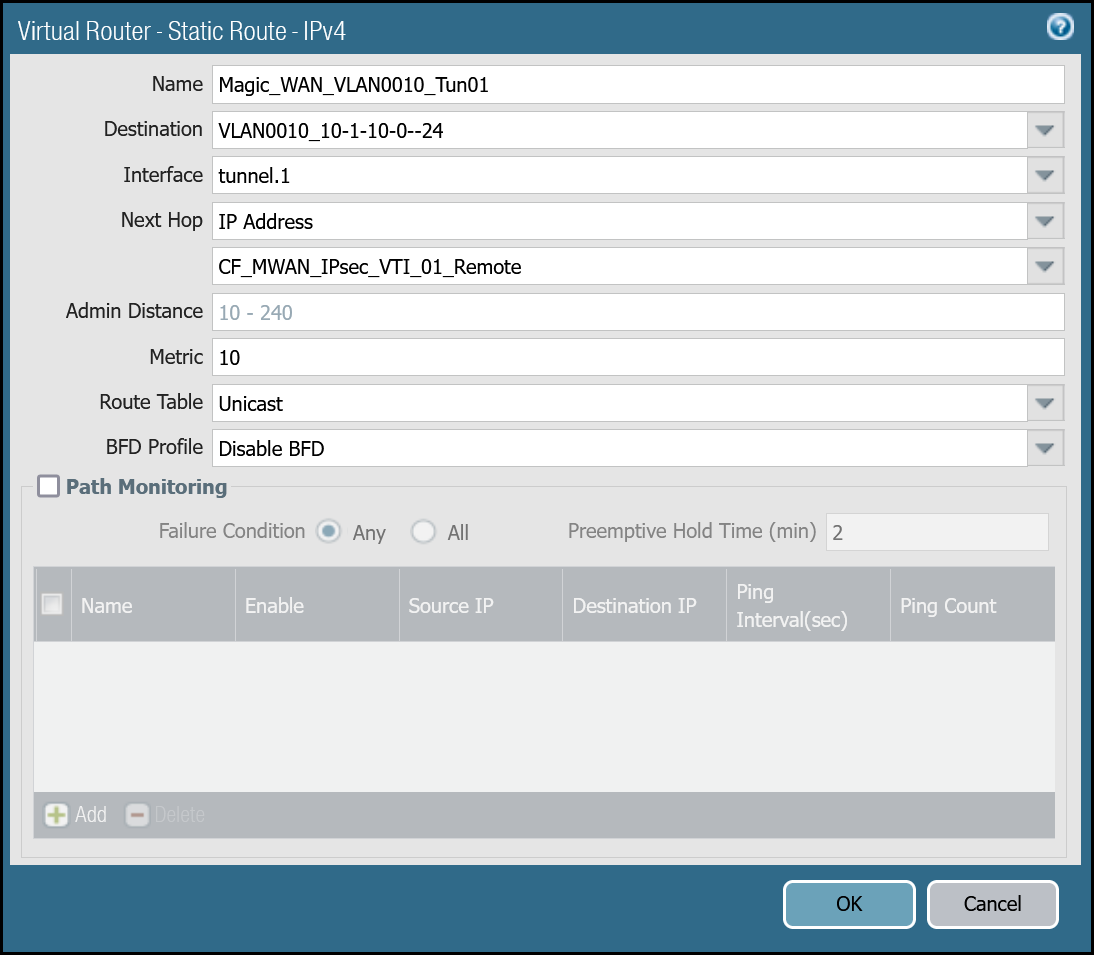 Virtual Router - Static Route - IPv4
Name Magic_WAN_VLAN0010_Tun01
Destination VLAN0010_10-1-10-0--24
Interface tunnel.1
Next Hop IP Address
CF_MWAN_IPsec_VTI_01_Remote
Admin Distance 10 - 240
Metric 10
Route Table Unicast
BFD Profile Disable BFD
Path Monitoring
Failure Condition Any All Preemptive Hold Time (min) 2
Name Enable Source IP Destination IP Ping Interval(sec) Ping Count
Add Delete
OK Cancel